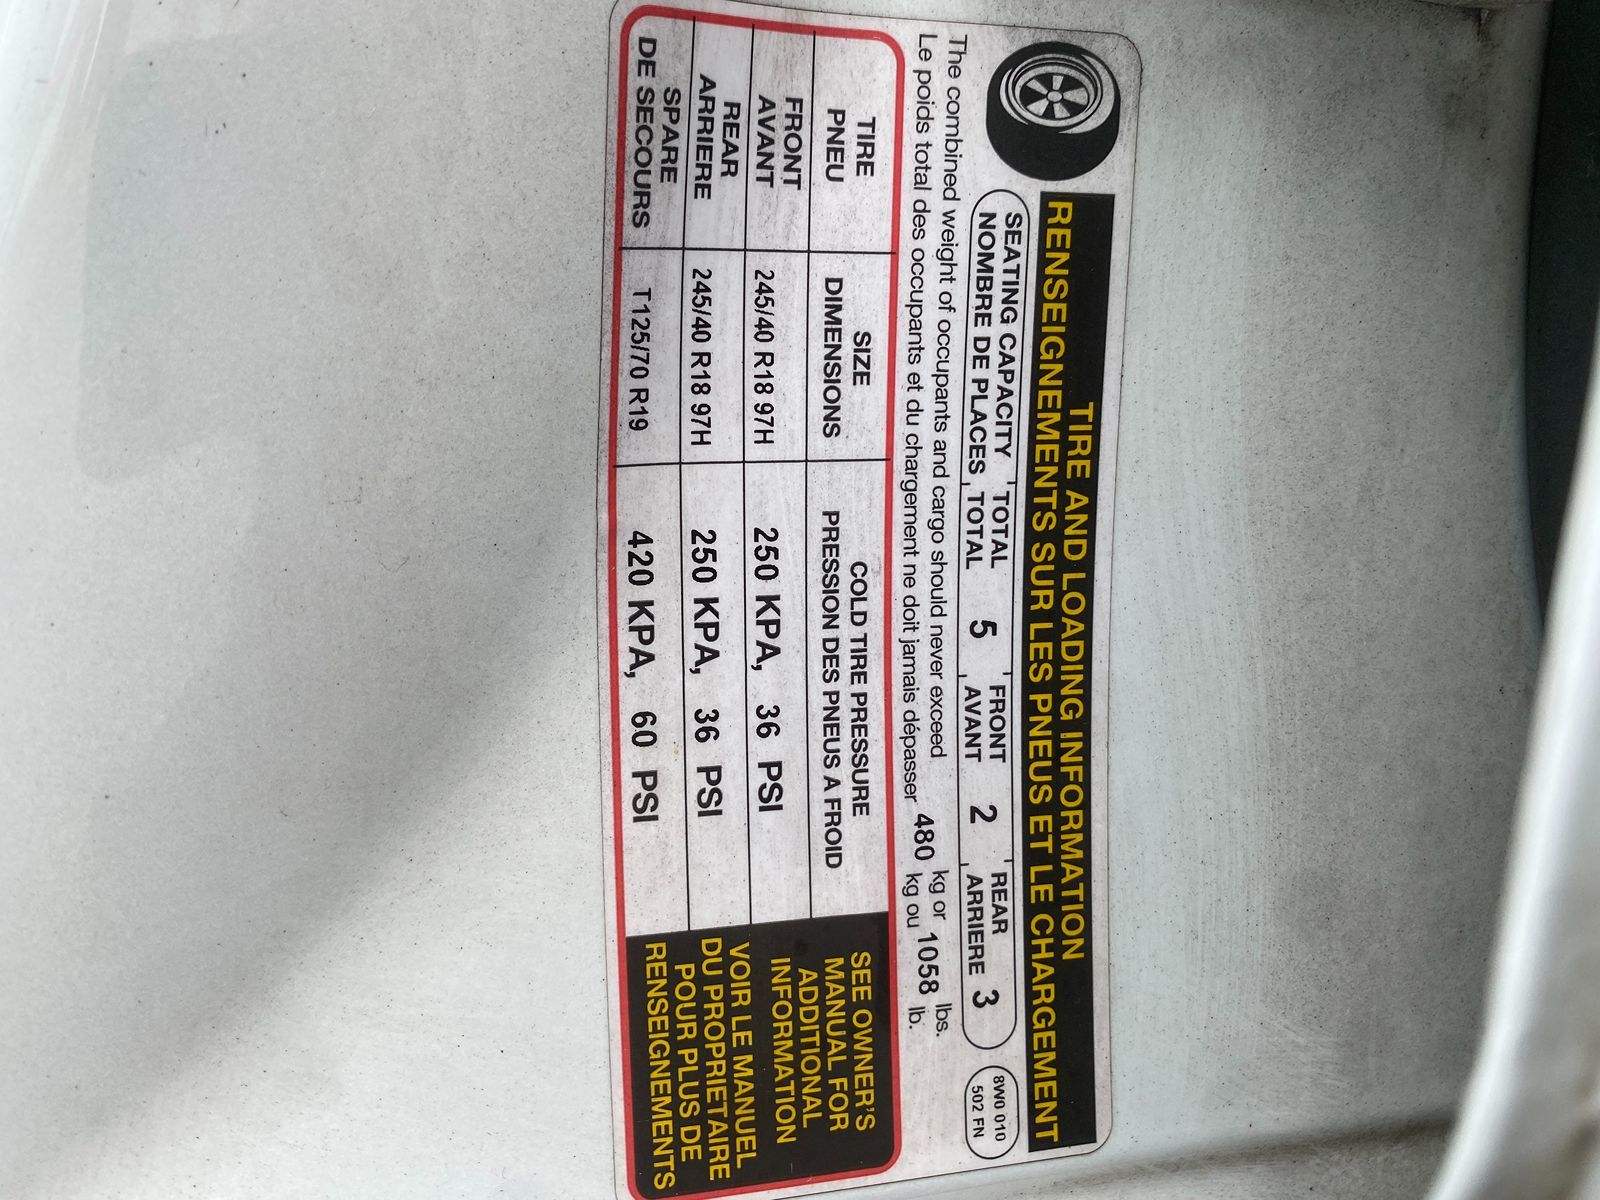 TIRE AND LOADING INFORMATION
RENSEIGNEMENTS SUR LES PNEUS ET LE CHARGEMENT
SEATING CAPACITY TOTAL 5 FRONT 2 REAR 3
NOMBRE DE PLACES TOTAL AVANT ARRIERE
8W0 010
502 FN
The combined weight of occupants and cargo should never exceed 480 kg or 1058 lbs.
Le poids total des occupants et du chargement ne doit jamais dépasser kg ou lb.
TIRE SIZE COLD TIRE PRESSURE
PNEU DIMENSIONS PRESSION DES PNEUS A FROID
FRONT
AVANT 245/40 R18 97H 250 KPA, 36 PSI
REAR
ARRIERE 245/40 R18 97H 250 KPA, 36 PSI
SPARE
DE SECOURS T125/70 R19 420 KPA, 60 PSI
SEE OWNER'S
MANUAL FOR
ADDITIONAL
INFORMATION
VOIR LE MANUEL
DU PROPRIETAIRE
POUR PLUS DE
RENSEIGNEMENTS